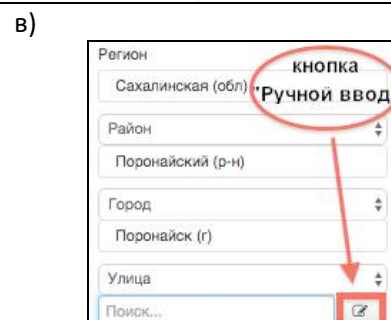 в)
Регион
кнопка
Сахалинская (обл)
"Ручной ввод
Район
Поронайский (р-н)
Город
Поронайск (г)
Улица
Поиск...